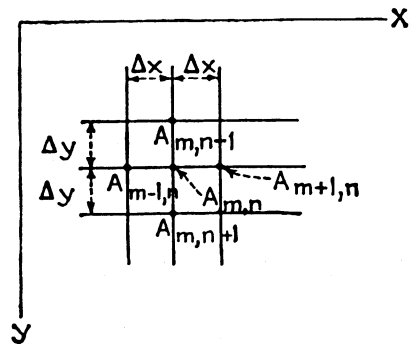 X
Δx Δx
A m,n-1
Δy
A m-1,n A m,n A m+1,n
Δy
A m,n+1
y